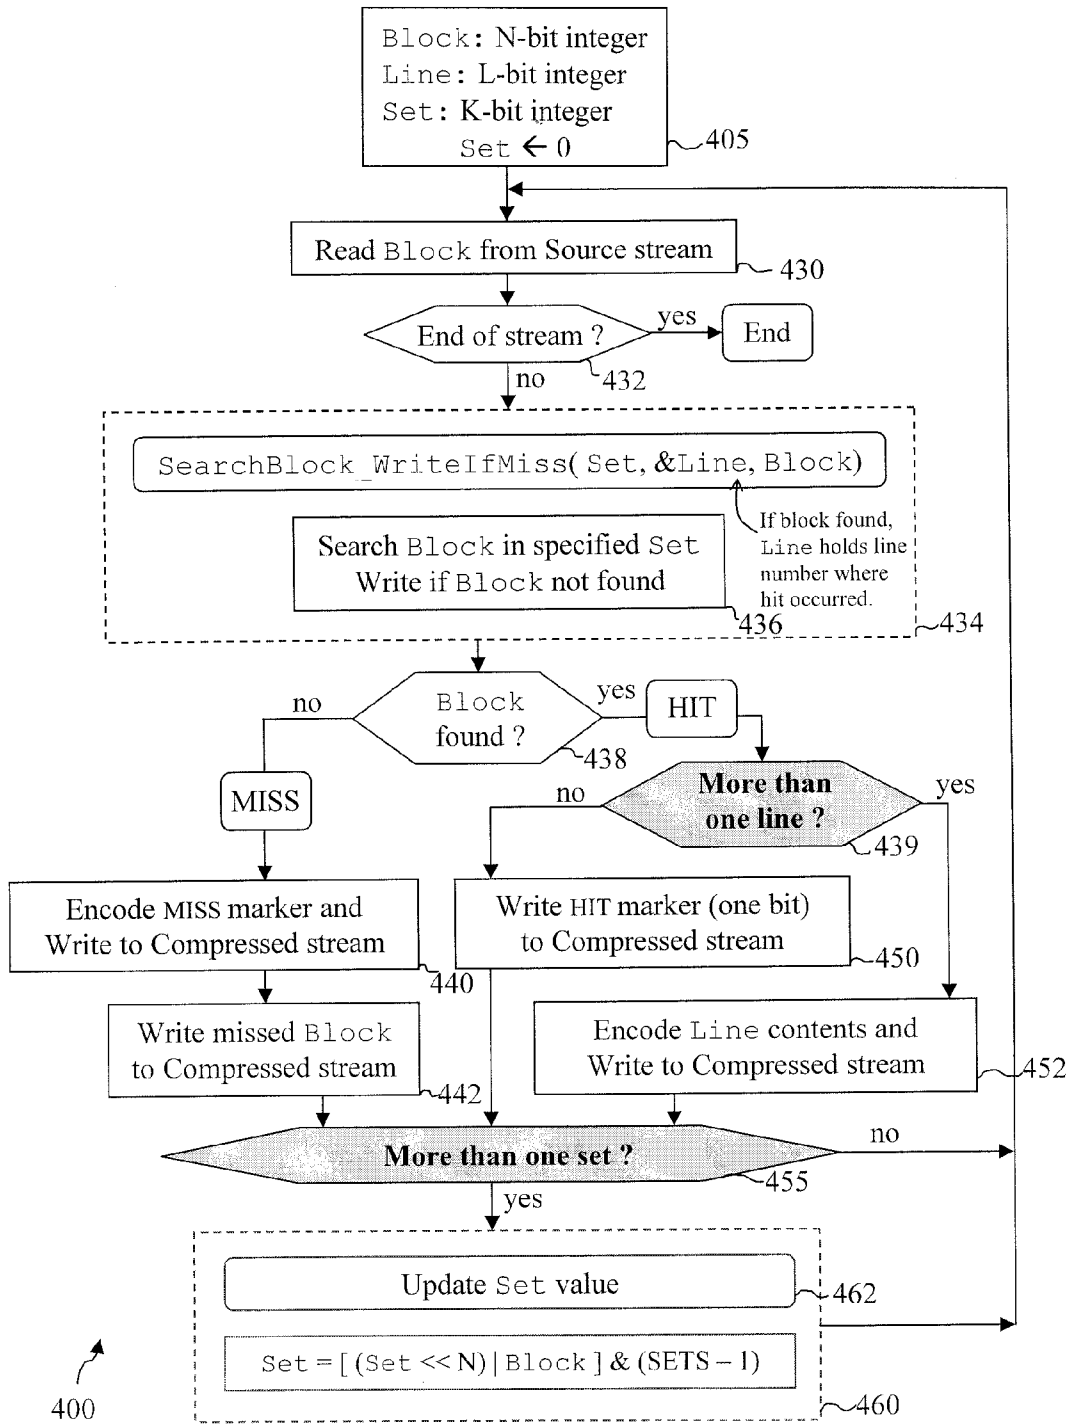 Block: N-bit integer
Line: L-bit integer
Set: K-bit integer
Set ← 0
405
Read Block from Source stream
430
End of stream ?
yes
End
432
no
SearchBlock_WriteIfMiss( Set, &Line, Block)
If block found,
Line holds line
number where
hit occurred.
Search Block in specified Set
Write if Block not found
436
434
Block
found ?
no
yes
HIT
438
MISS
More than
one line ?
no
yes
439
Encode MISS marker and
Write to Compressed stream
440
Write HIT marker (one bit)
to Compressed stream
450
Write missed Block
to Compressed stream
442
Encode Line contents and
Write to Compressed stream
452
More than one set ?
no
455
yes
Update Set value
462
Set = [ (Set << N) | Block ] & (SETS – 1)
460
400